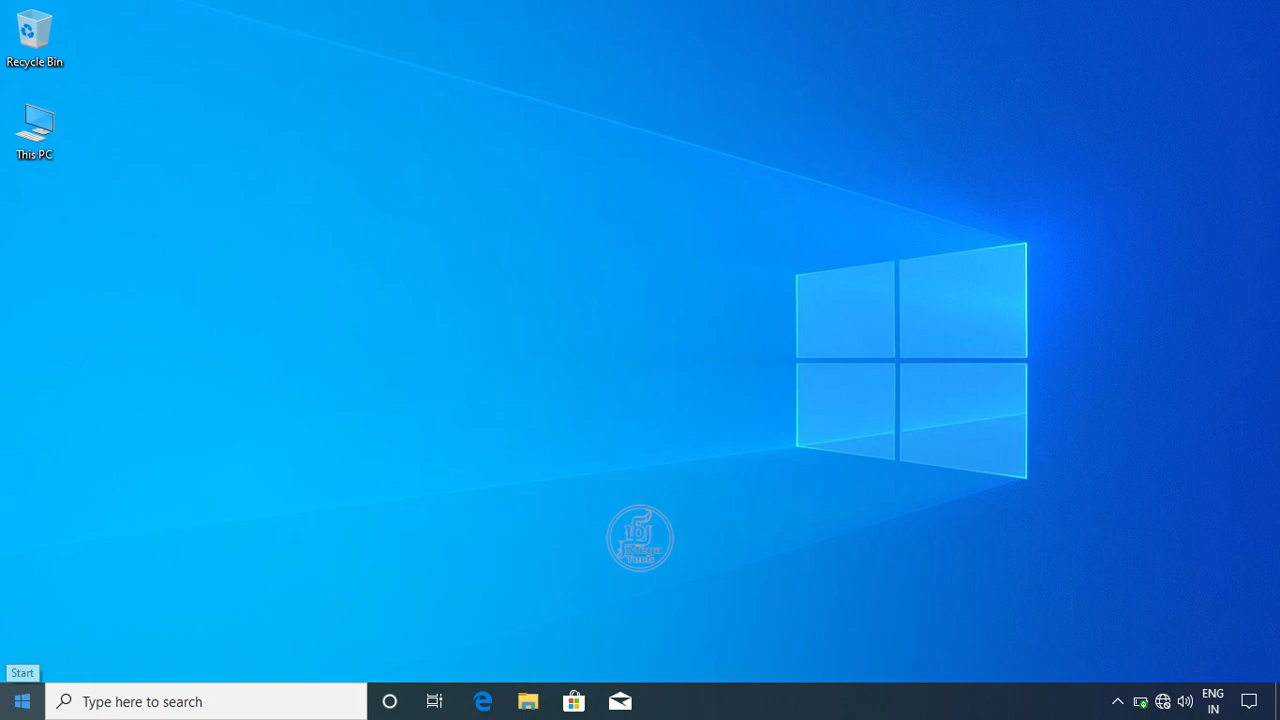 Recycle Bin
This PC
Start
Type here to search
ENG
IN